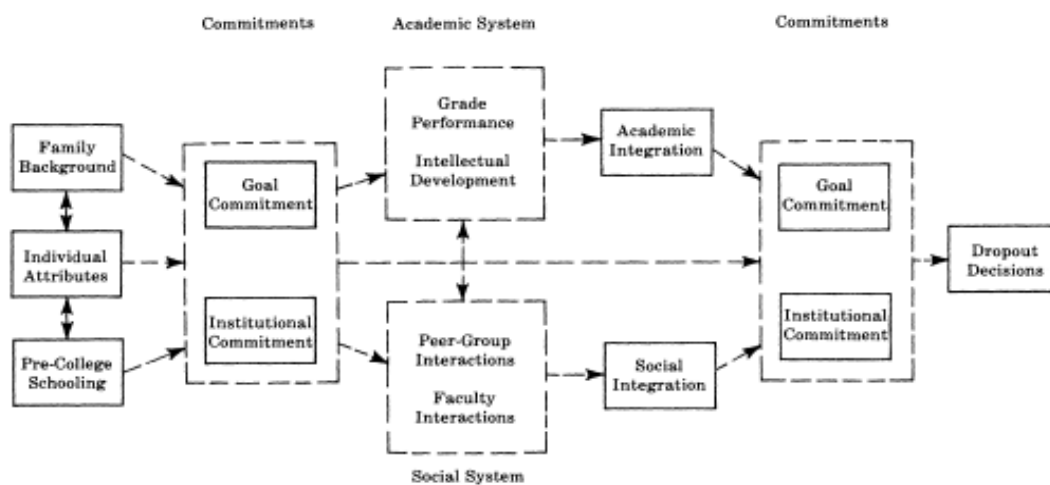 Commitments
Academic System
Commitments
Family
Background
Individual
Attributes
Pre-College
Schooling
Goal
Commitment
Institutional
Commitment
Grade
Performance
Intellectual
Development
Peer-Group
Interactions
Faculty
Interactions
Social System
Academic
Integration
Social
Integration
Goal
Commitment
Institutional
Commitment
Dropout
Decisions